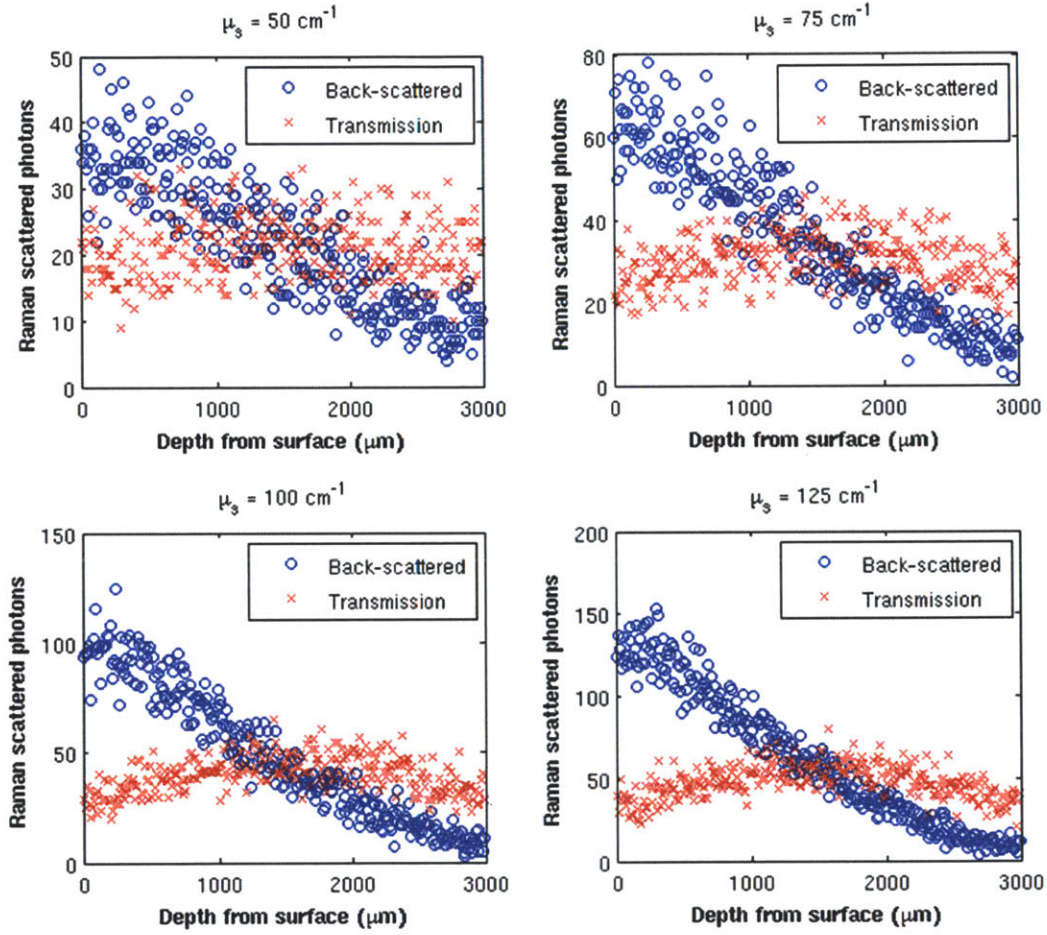 μs = 50 cm-1
Raman scattered photons
50
40
30
20
10
0
Back-scattered
Transmission
0 1000 2000 3000
Depth from surface (μm)
μs = 75 cm-1
Raman scattered photons
80
60
40
20
0
Back-scattered
Transmission
0 1000 2000 3000
Depth from surface (μm)
μs = 100 cm-1
Raman scattered photons
150
100
50
0
Back-scattered
Transmission
0 1000 2000 3000
Depth from surface (μm)
μs = 125 cm-1
Raman scattered photons
200
150
100
50
0
Back-scattered
Transmission
0 1000 2000 3000
Depth from surface (μm)